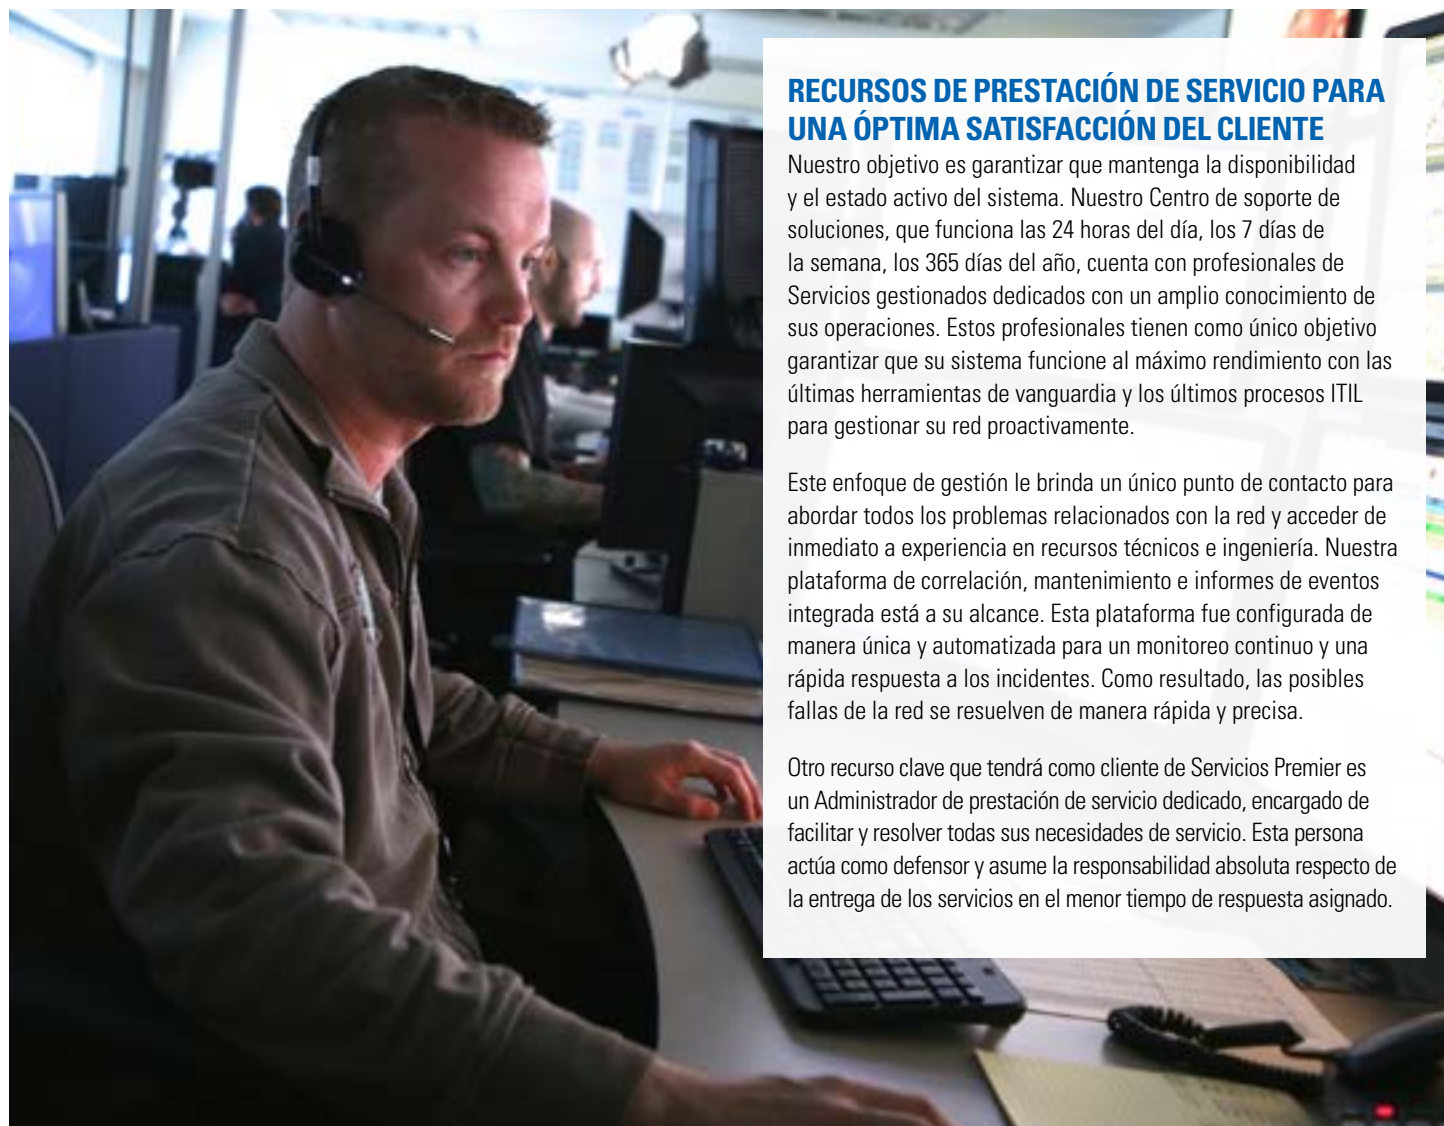 RECURSOS DE PRESTACIÓN DE SERVICIO PARA
UNA ÓPTIMA SATISFACCIÓN DEL CLIENTE
Nuestro objetivo es garantizar que mantenga la disponibilidad
y el estado activo del sistema. Nuestro Centro de soporte de
soluciones, que funciona las 24 horas del día, los 7 días de
la semana, los 365 días del año, cuenta con profesionales de
Servicios gestionados dedicados con un amplio conocimiento de
sus operaciones. Estos profesionales tienen como único objetivo
garantizar que su sistema funcione al máximo rendimiento con las
últimas herramientas de vanguardia y los últimos procesos ITIL
para gestionar su red proactivamente.
Este enfoque de gestión le brinda un único punto de contacto para
abordar todos los problemas relacionados con la red y acceder de
inmediato a experiencia en recursos técnicos e ingeniería. Nuestra
plataforma de correlación, mantenimiento e informes de eventos
integrada está a su alcance. Esta plataforma fue configurada de
manera única y automatizada para un monitoreo continuo y una
rápida respuesta a los incidentes. Como resultado, las posibles
fallas de la red se resuelven de manera rápida y precisa.
Otro recurso clave que tendrá como cliente de Servicios Premier es
un Administrador de prestación de servicio dedicado, encargado de
facilitar y resolver todas sus necesidades de servicio. Esta persona
actúa como defensor y asume la responsabilidad absoluta respecto de
la entrega de los servicios en el menor tiempo de respuesta asignado.